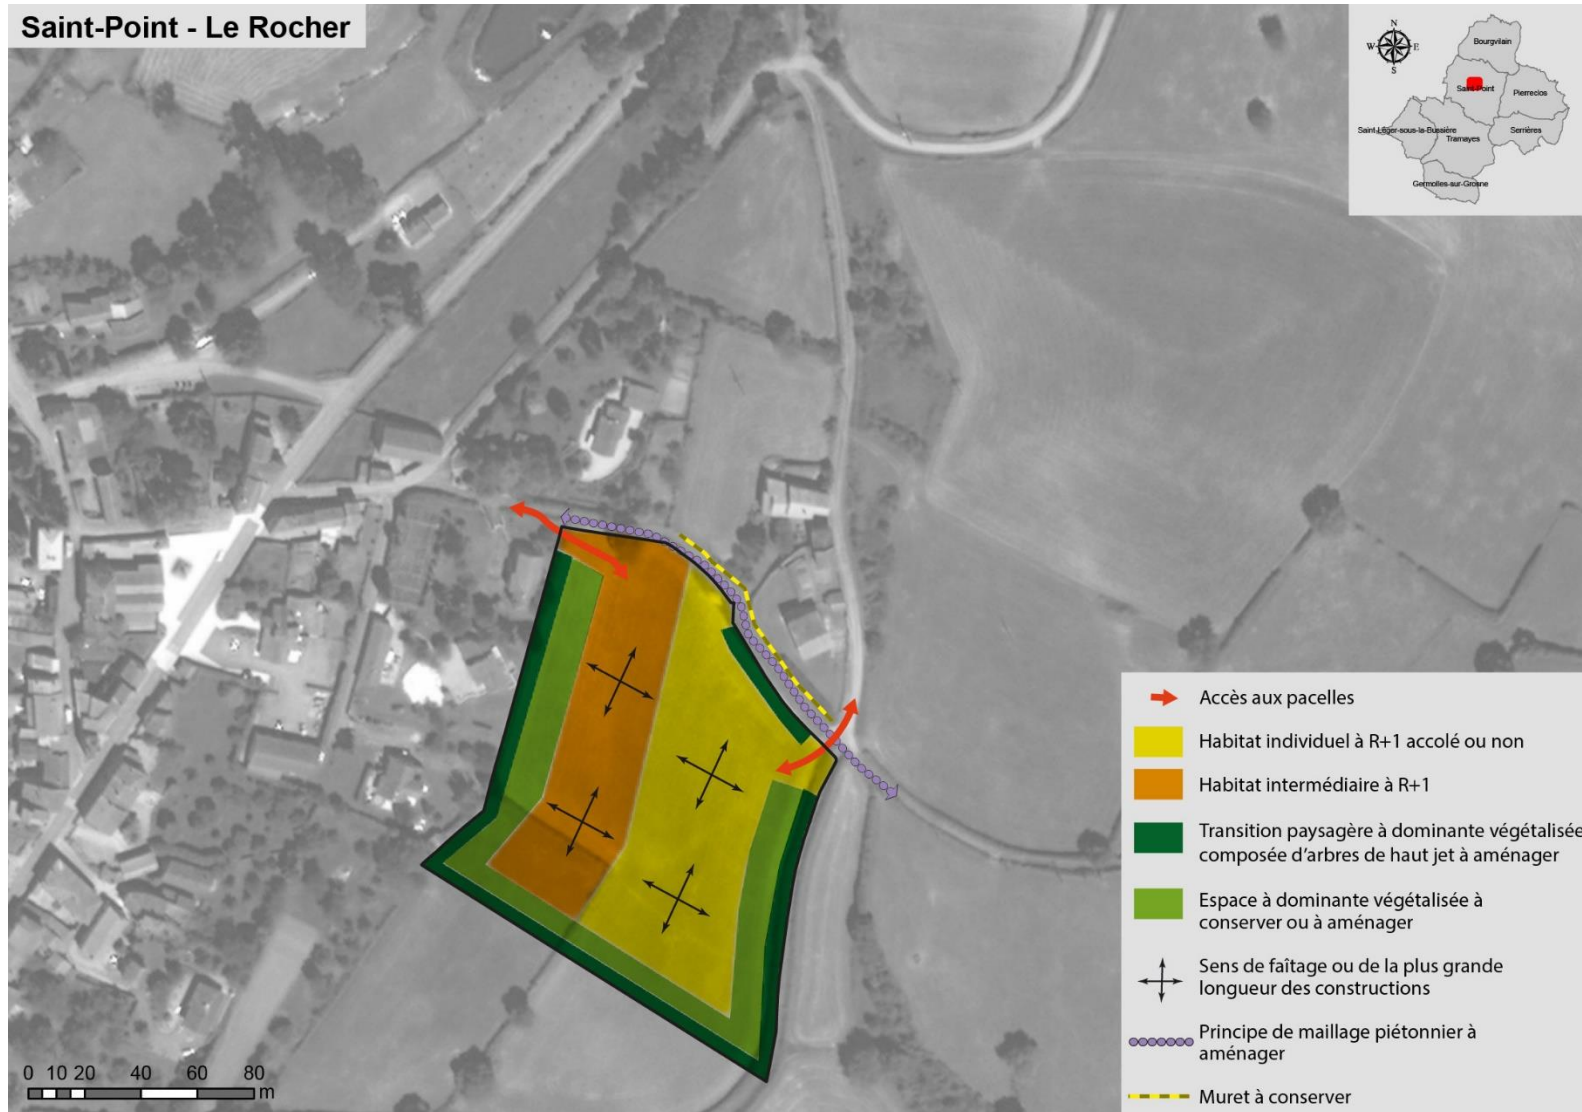 Saint-Point - Le Rocher
N
W E
S
Bourgvilain
Saint-Point
Pierreclos
Saint-Léger-sous-la-Bussière
Tramayes
Serrières
Germolles-sur-Grosne
Accès aux pacelles
Habitat individuel à R+1 accolé ou non
Habitat intermédiaire à R+1
Transition paysagère à dominante végétalisée
composée d'arbres de haut jet à aménager
Espace à dominante végétalisée à
conserver ou à aménager
Sens de faîtage ou de la plus grande
longueur des constructions
Principe de maillage piétonnier à
aménager
Muret à conserver
0 10 20 40 60 80
m